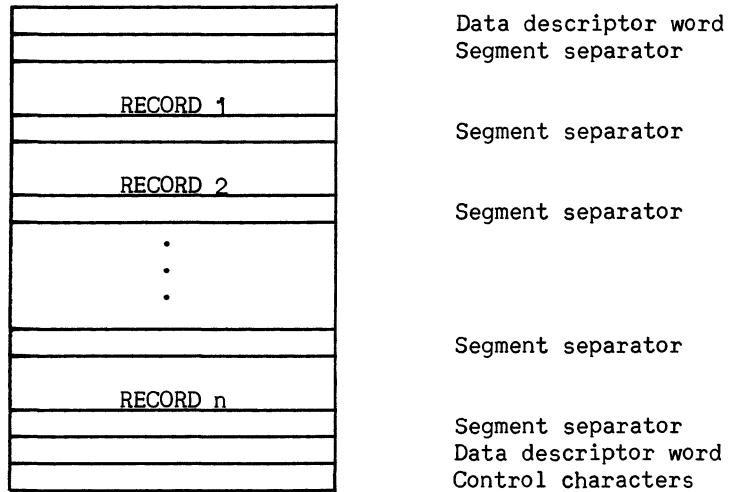 Data descriptor word
Segment separator
RECORD 1
Segment separator
RECORD 2
Segment separator
.
.
.
Segment separator
RECORD n
Segment separator
Data descriptor word
Control characters